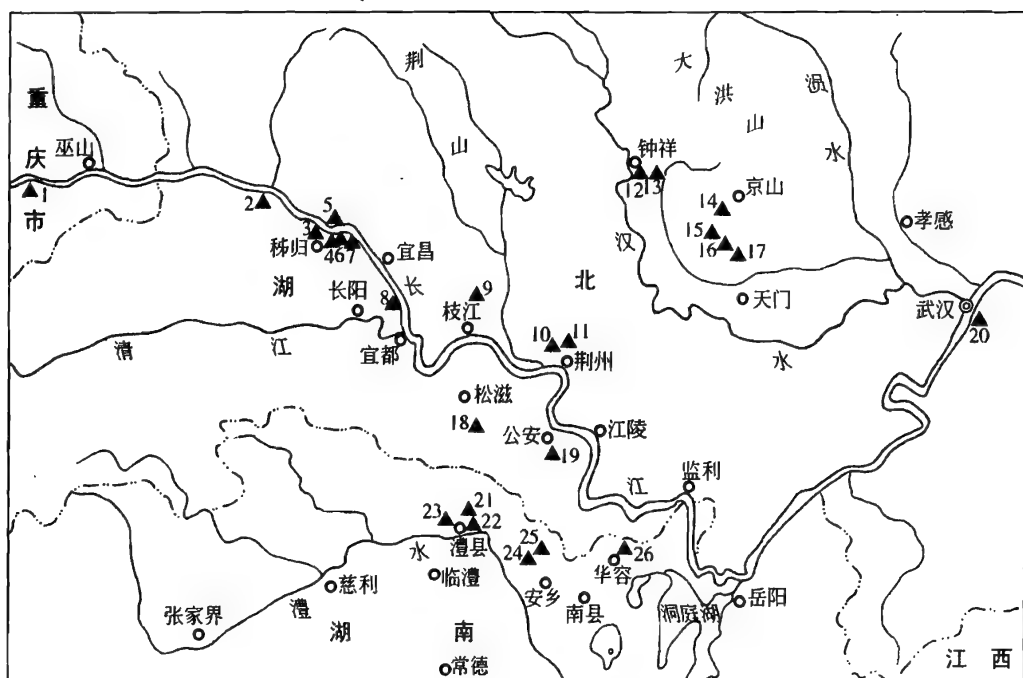 重
庆
市
巫山
1
2
5
3
秭归
4 6 7
宜昌
湖
长阳
8
长
枝江
9
清
江
宜都
荆
山
10
11
荆州
北
松滋
18
公安
19
江陵
江
监利
大
洪
山
涢
水
钟祥
12
13
汉
水
京山
14
15
16
17
天门
孝感
武汉
20
23
21
22
澧县
水
临澧
慈利
澧
张家界
湖
南
常德
24
25
安乡
南县
26
华容
洞庭湖
岳阳
江 西